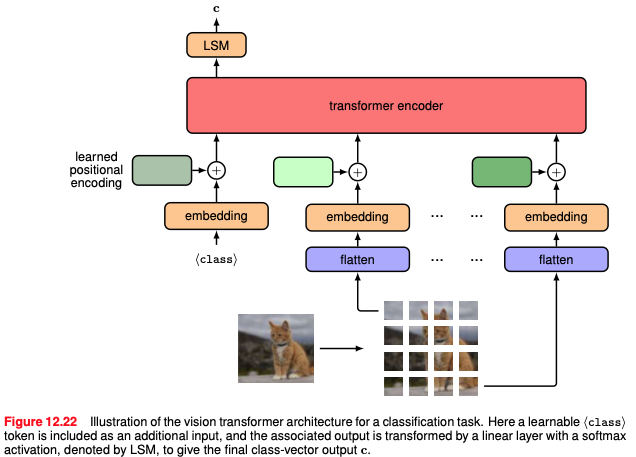 c
LSM
transformer encoder
learned
positional
encoding
+ + +
embedding embedding ... ... embedding
⟨class⟩ flatten ... ... flatten
Figure 12.22 Illustration of the vision transformer architecture for a classification task. Here a learnable ⟨class⟩
token is included as an additional input, and the associated output is transformed by a linear layer with a softmax
activation, denoted by LSM, to give the final class-vector output c.